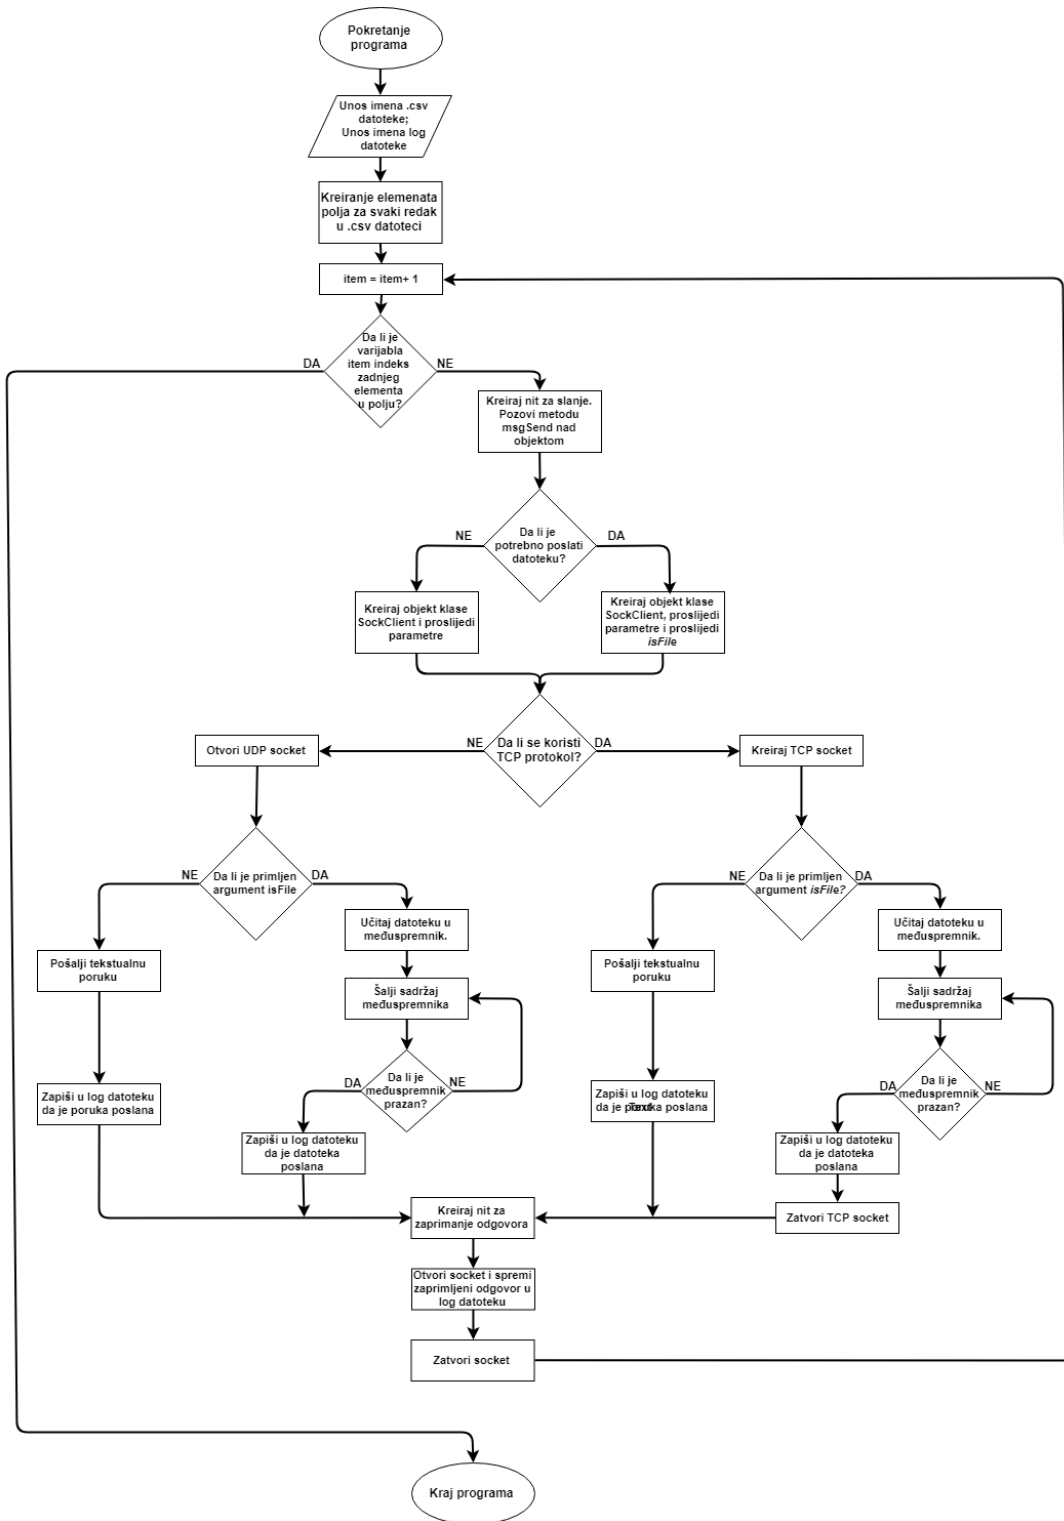 Pokretanje
programa
Unos imena .csv
datoteke;
Unos imena log
datoteke
Kreiranje elemenata
polja za svaki redak
u .csv datoteci
item = item+ 1
Da li je
varijabla
item indeks
zadnjeg
elementa
u polju?
DA
NE
Kreiraj nit za slanje.
Pozovi metodu
msgSend nad
objektom
Da li je
potrebno poslati
datoteku?
NE
DA
Kreiraj objekt klase
SockClient i proslijedi
parametre
Kreiraj objekt klase
SockClient, proslijedi
parametre i proslijedi
isFile
Da li se koristi
TCP protokol?
NE
DA
Otvori UDP socket
Kreiraj TCP socket
Da li je primljen
argument isFile
NE
DA
Da li je primljen
argument isFile?
NE
DA
Pošalji tekstualnu
poruku
Učitaj datoteku u
međuspremnik.
Šalji sadržaj
međuspremnika
Da li je
međuspremnik
prazan?
DA
NE
Zapiši u log datoteku
da je poruka poslana
Zapiši u log datoteku
da je datoteka
poslana
Pošalji tekstualnu
poruku
Učitaj datoteku u
međuspremnik.
Šalji sadržaj
međuspremnika
Da li je
međuspremnik
prazan?
DA
NE
Zapiši u log datoteku
da je poruka poslana
Text
Zapiši u log datoteku
da je datoteka
poslana
Zatvori TCP socket
Kreiraj nit za
zaprimanje odgovora
Otvori socket i spremi
zaprimljeni odgovor u
log datoteku
Zatvori socket
Kraj programa